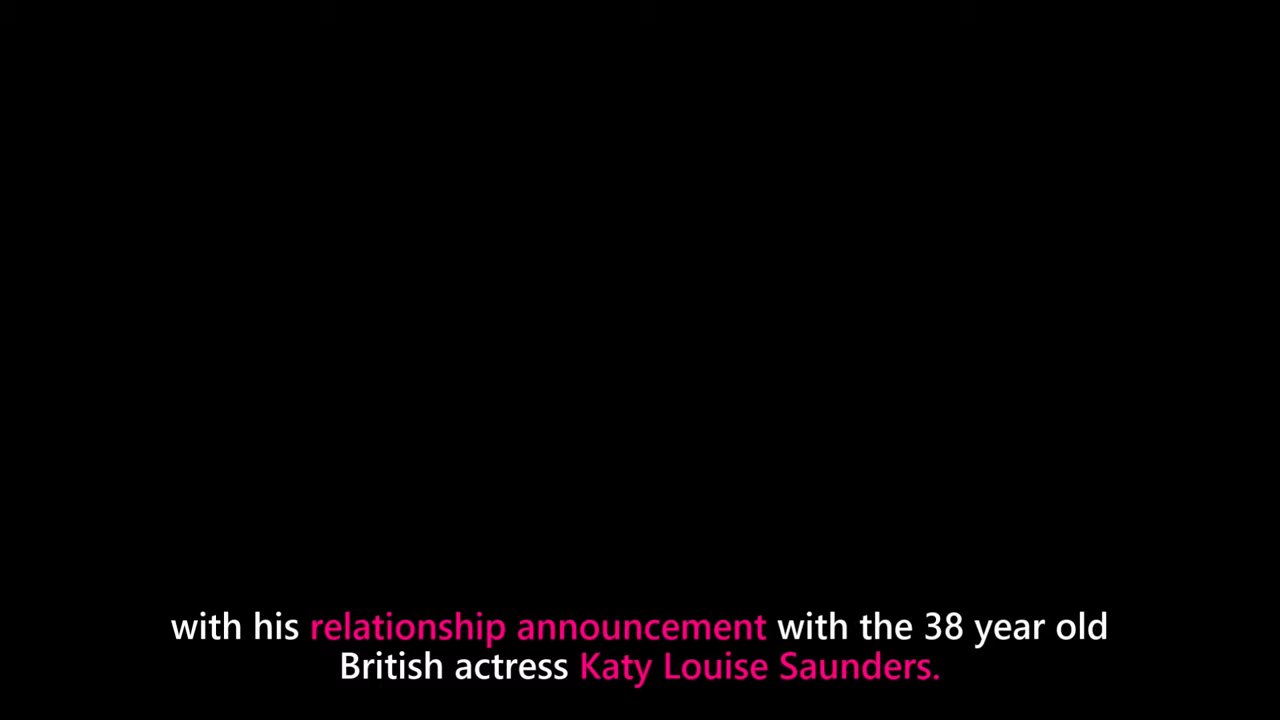 with his relationship announcement with the 38 year old
British actress Katy Louise Saunders.